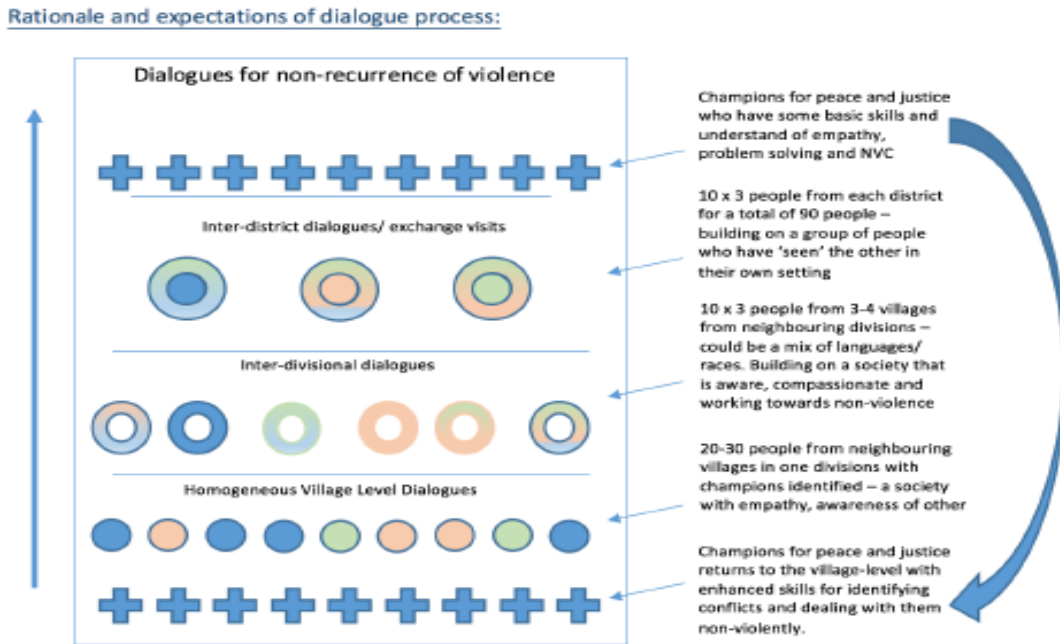 Rationale and expectations of dialogue process:
Dialogues for non-recurrence of violence
Champions for peace and justice
who have some basic skills and
understand of empathy,
problem solving and NVC
Inter-district dialogues/ exchange visits
10 x 3 people from each district
for a total of 90 people –
building on a group of people
who have ‘seen’ the other in
their own setting
Inter-divisional dialogues
10 x 3 people from 3-4 villages
from neighbouring divisions –
could be a mix of languages/
races. Building on a society that
is aware, compassionate and
working towards non-violence
Homogeneous Village Level Dialogues
20-30 people from neighbouring
villages in one divisions with
champions identified – a society
with empathy, awareness of other
Champions for peace and justice
returns to the village-level with
enhanced skills for identifying
conflicts and dealing with them
non-violently.